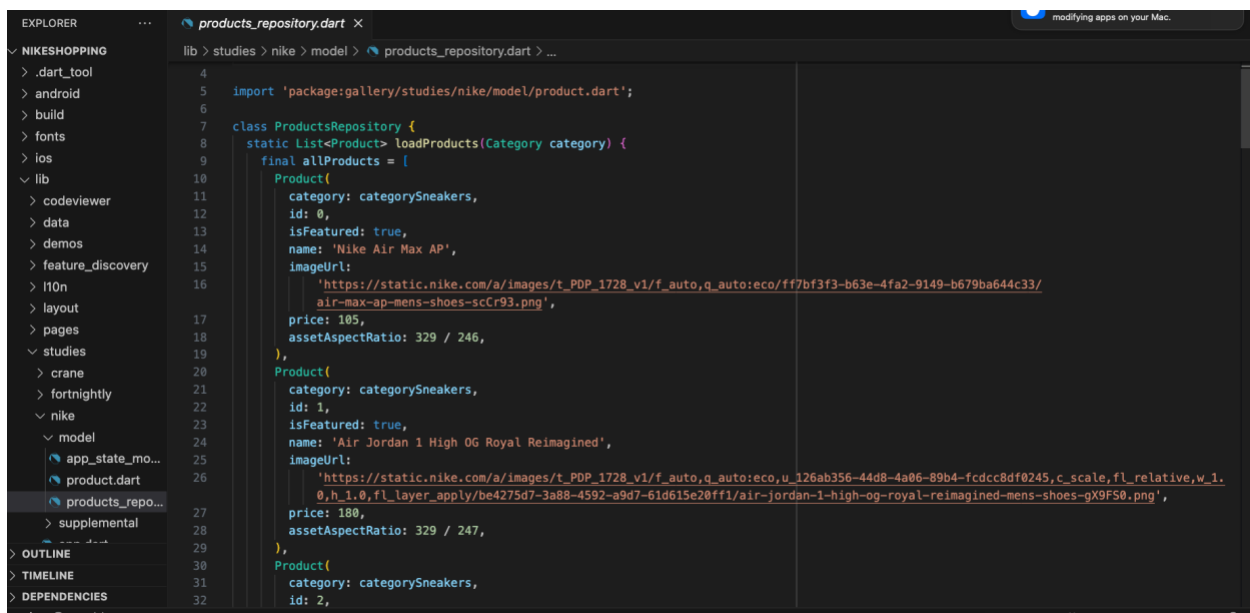 EXPLORER
...
products_repository.dart
modifying apps on your Mac.
NIKESHOPPING
lib > studies > nike > model > products_repository.dart > ...
.dart_tool
android
build
fonts
ios
lib
codeviewer
data
demos
feature_discovery
l10n
layout
pages
studies
crane
fortnightly
nike
model
app_state_mo...
product.dart
products_repo...
supplemental
OUTLINE
TIMELINE
DEPENDENCIES
4
5 import 'package:gallery/studies/nike/model/product.dart';
6
7 class ProductsRepository {
8 static List<Product> loadProducts(Category category) {
9 final allProducts = [
10 Product(
11 category: categorySneakers,
12 id: 0,
13 isFeatured: true,
14 name: 'Nike Air Max AP',
15 imageUrl:
16 'https://static.nike.com/a/images/t_PDP_1728_v1/f_auto,q_auto:eco/ff7bf3f3-b63e-4fa2-9149-b679ba644c33/
air-max-ap-mens-shoes-scCr93.png',
17 price: 105,
18 assetAspectRatio: 329 / 246,
19 ),
20 Product(
21 category: categorySneakers,
22 id: 1,
23 isFeatured: true,
24 name: 'Air Jordan 1 High OG Royal Reimagined',
25 imageUrl:
26 'https://static.nike.com/a/images/t_PDP_1728_v1/f_auto,q_auto:eco,u_126ab356-44d8-4a06-89b4-fcdcc8df0245,c_scale,fl_relative,w_1.
0,h_1.0,fl_layer_apply/be4275d7-3a88-4592-a9d7-61d615e20ff1/air-jordan-1-high-og-royal-reimagined-mens-shoes-gX9FS0.png',
27 price: 180,
28 assetAspectRatio: 329 / 247,
29 ),
30 Product(
31 category: categorySneakers,
32 id: 2,